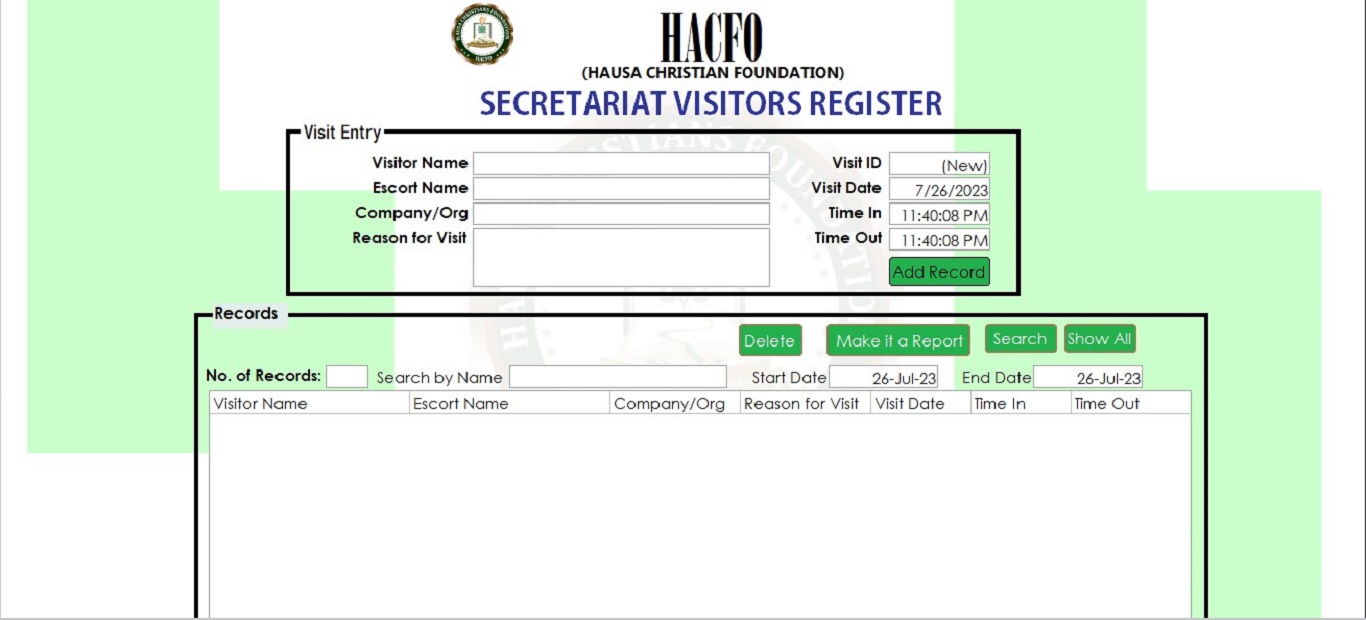 HAUSA CHRISTIANS FOUNDATION
HACFO
HACFO
(HAUSA CHRISTIAN FOUNDATION)
SECRETARIAT VISITORS REGISTER
Visit Entry
Visitor Name Visit ID (New)
Escort Name Visit Date 7/26/2023
Company/Org Time In 11:40:08 PM
Reason for Visit Time Out 11:40:08 PM
Add Record
Records
Delete Make it a Report Search Show All
No. of Records: Search by Name Start Date 26-Jul-23 End Date 26-Jul-23
Visitor Name Escort Name Company/Org Reason for Visit Visit Date Time In Time Out